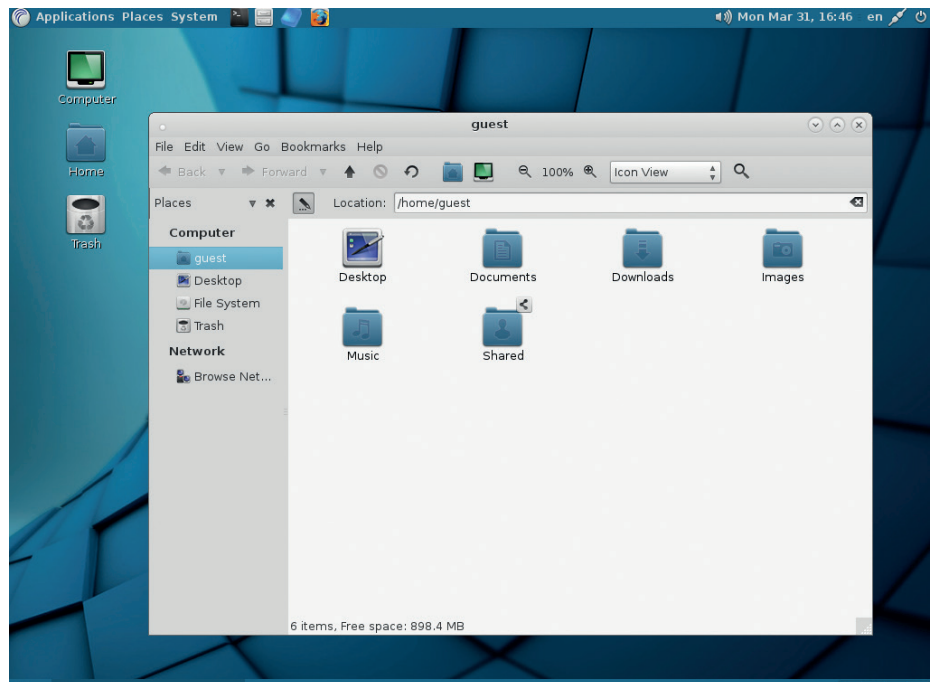 Applications Places System
Mon Mar 31, 16:46 en
Computer
Home
Trash
guest
File Edit View Go Bookmarks Help
Back Forward 100% Icon View
Places
Location: /home/guest
Computer
guest
Desktop
File System
Trash
Network
Browse Net...
Desktop Documents Downloads Images
Music Shared
6 items, Free space: 898.4 MB